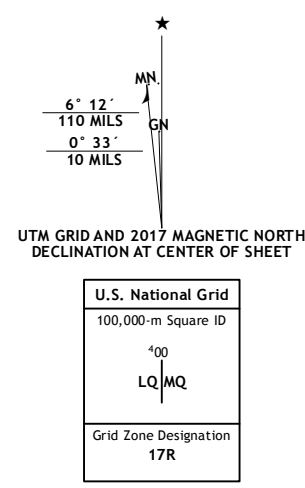 ★
MN.
6° 12´
110 MILS
GN
0° 33´
10 MILS
UTM GRID AND 2017 MAGNETIC NORTH
DECLINATION AT CENTER OF SHEET
U.S. National Grid
100,000-m Square ID
⁴00
LQ MQ
Grid Zone Designation
17R